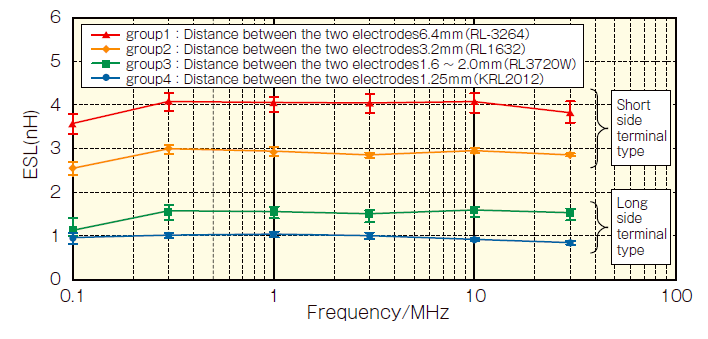 6
5
4
3
2
1
0
ESL(nH)
group1：Distance between the two electrodes6.4mm(RL-3264)
group2：Distance between the two electrodes3.2mm(RL1632)
group3：Distance between the two electrodes1.6 ~ 2.0mm(RL3720W)
group4：Distance between the two electrodes1.25mm(KRL2012)
Short
side
terminal
type
Long
side
terminal
type
0.1
1
10
100
Frequency/MHz